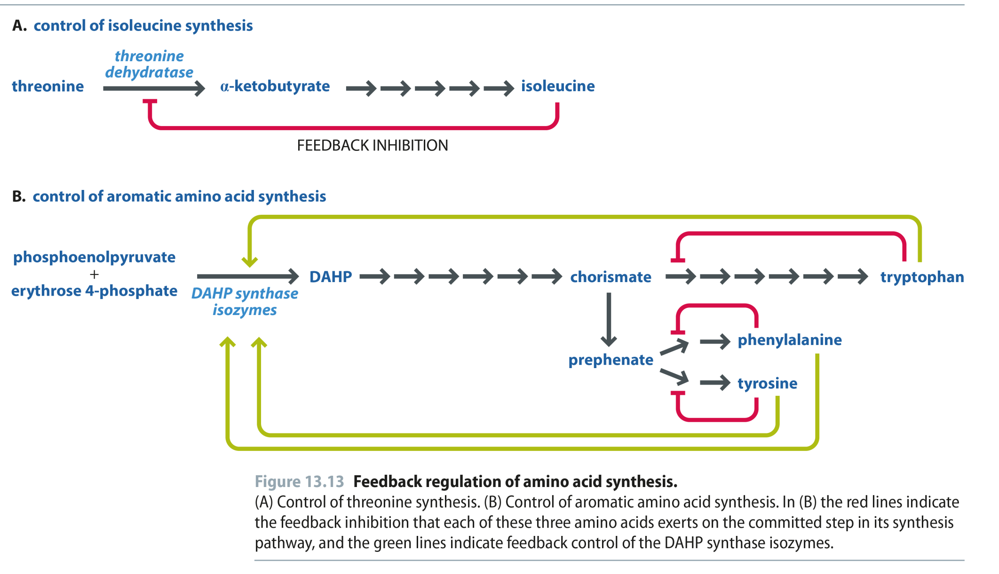 A. control of isoleucine synthesis
threonine
dehydratase
threonine
α-ketobutyrate
isoleucine
FEEDBACK INHIBITION
B. control of aromatic amino acid synthesis
phosphoenolpyruvate
+
erythrose 4-phosphate
DAHP synthase
isozymes
DAHP
chorismate
tryptophan
prephenate
phenylalanine
tyrosine
Figure 13.13 Feedback regulation of amino acid synthesis.
(A) Control of threonine synthesis. (B) Control of aromatic amino acid synthesis. In (B) the red lines indicate
the feedback inhibition that each of these three amino acids exerts on the committed step in its synthesis
pathway, and the green lines indicate feedback control of the DAHP synthase isozymes.